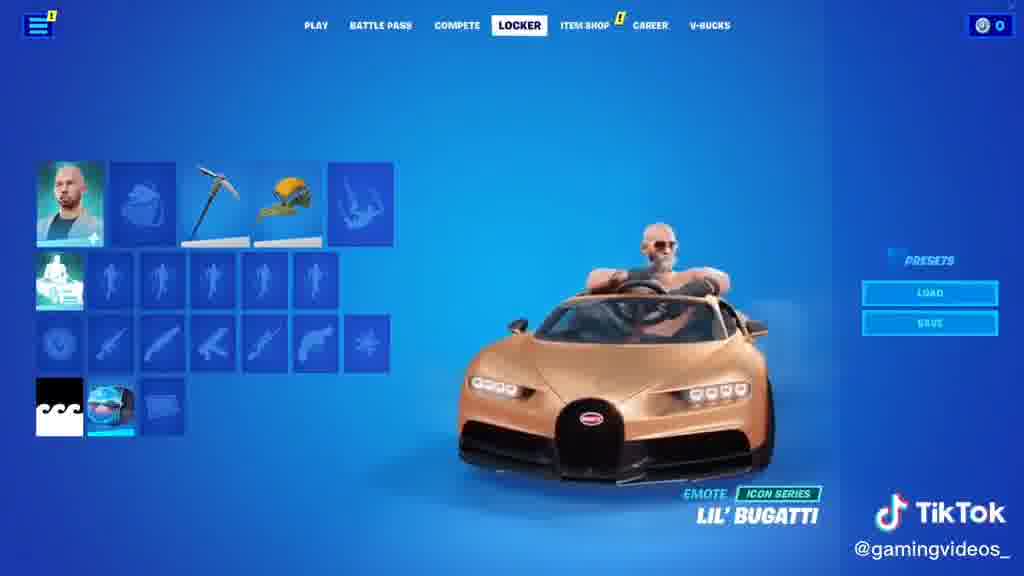 PLAY BATTLE PASS COMPETE LOCKER ITEM SHOP ! CAREER V-BUCKS 0
!
PRESETS
LOAD
SAVE
EMOTE ICON SERIES
LIL' BUGATTI
TikTok
@gamingvideos_